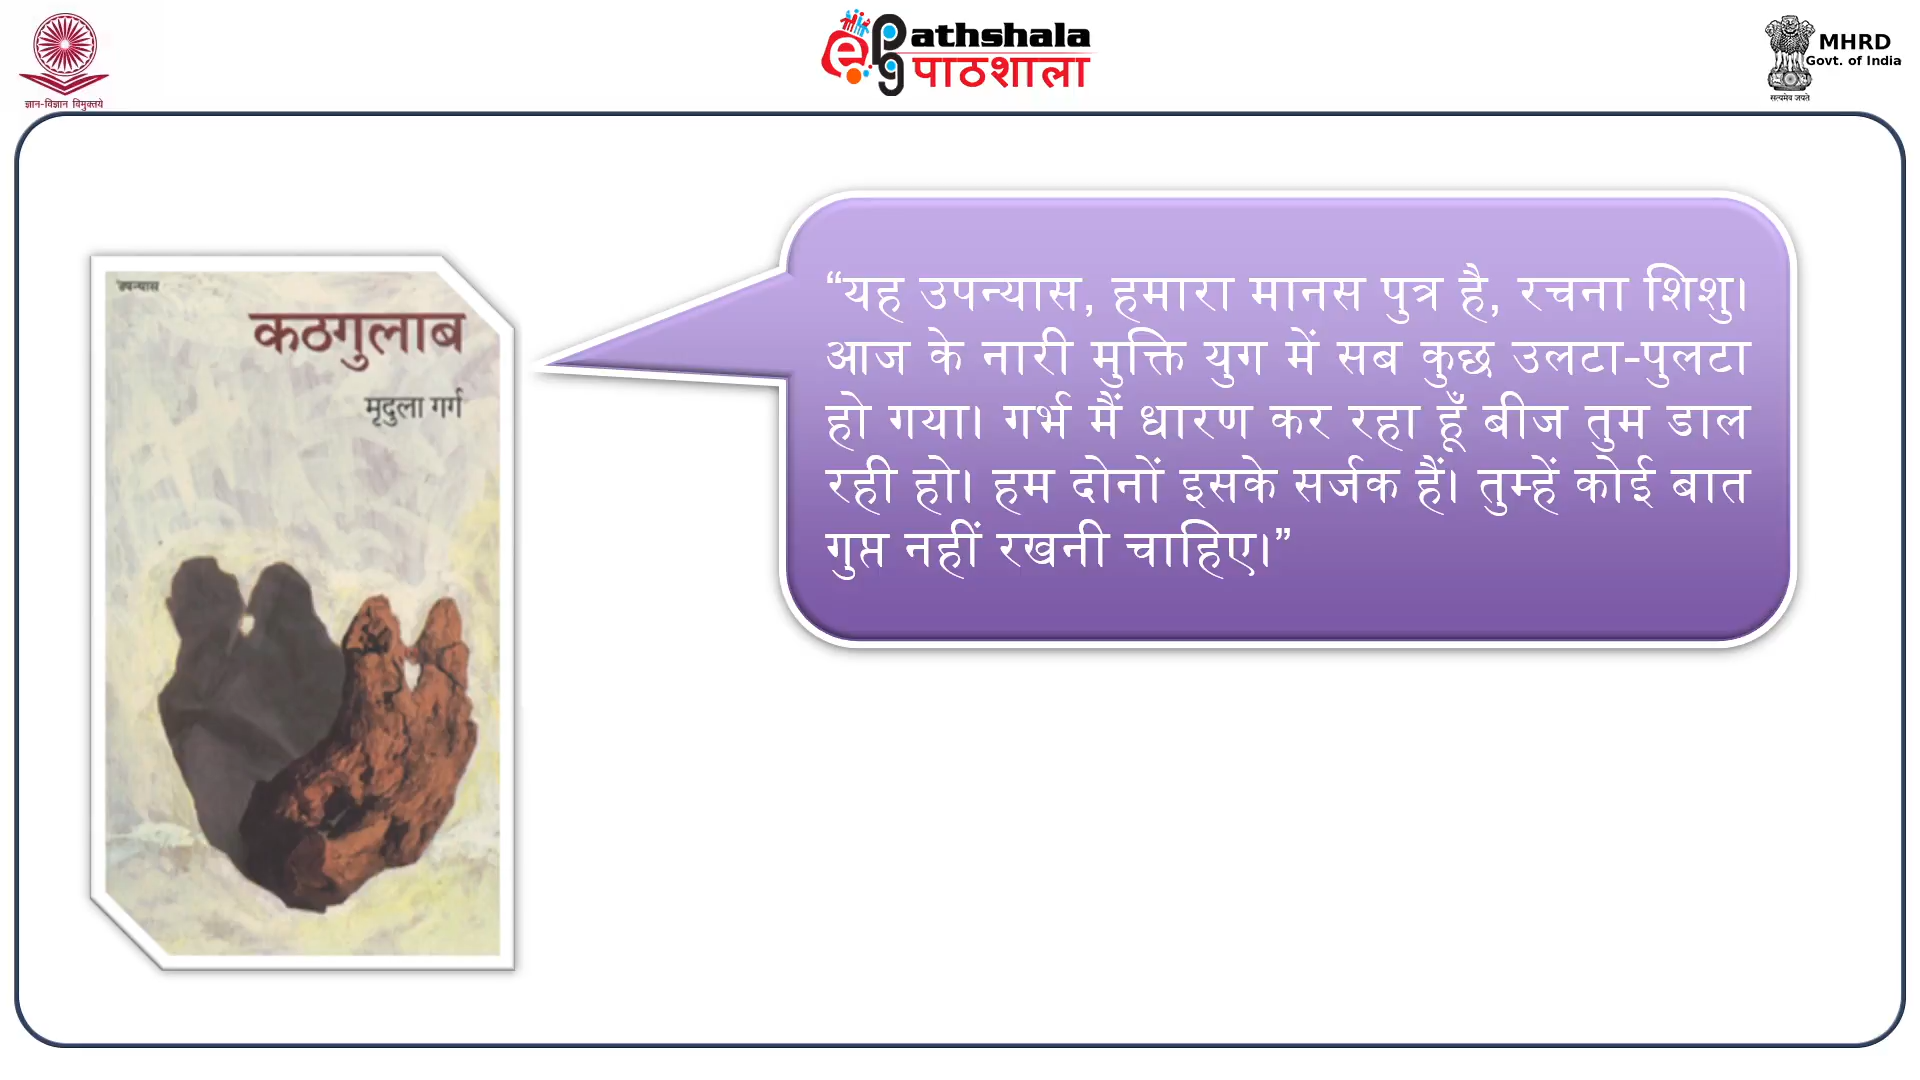 ज्ञान-विज्ञान विमुक्तये
ePG athshala
पाठशाला
MHRD
Govt. of India
सत्यमेव जयते
उपन्यास
कठगुलाब
मृदुला गर्ग
“यह उपन्यास, हमारा मानस पुत्र है, रचना शिशु।
आज के नारी मुक्ति युग में सब कुछ उलटा-पुलटा
हो गया। गर्भ मैं धारण कर रहा हूँ बीज तुम डाल
रही हो। हम दोनों इसके सर्जक हैं। तुम्हें कोई बात
गुप्त नहीं रखनी चाहिए।”